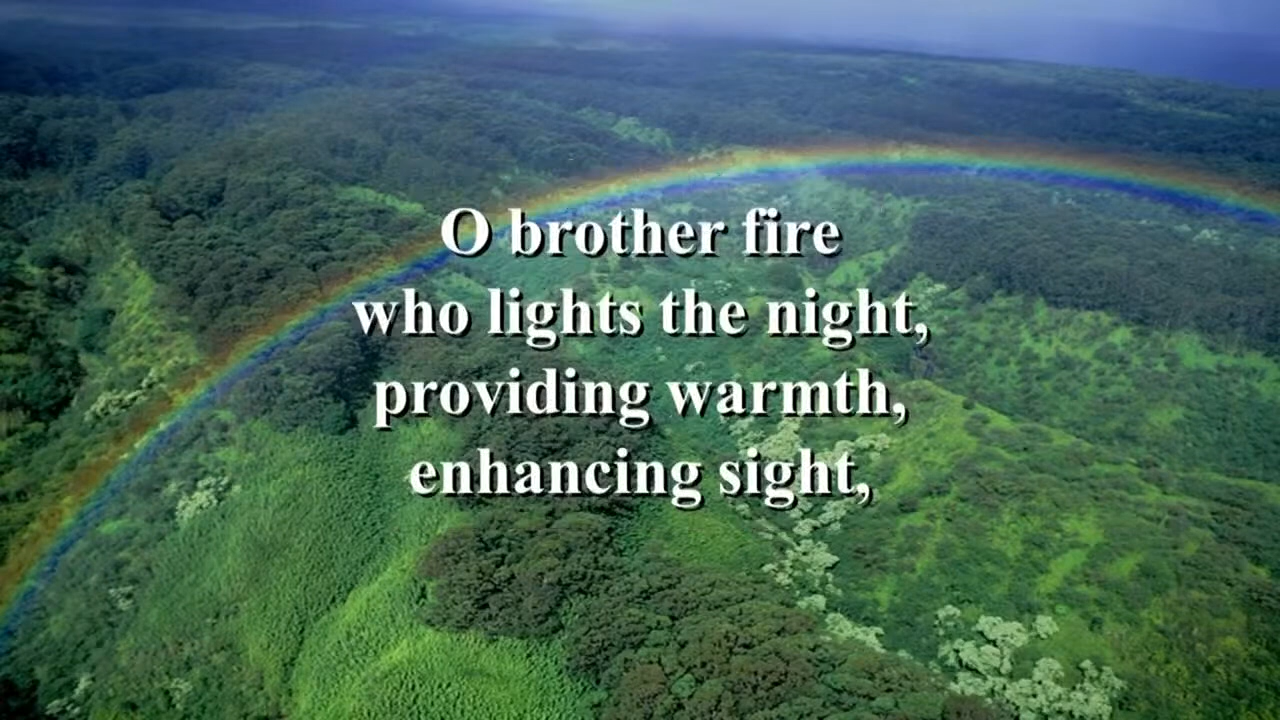 O brother fire
who lights the night,
providing warmth,
enhancing sight,